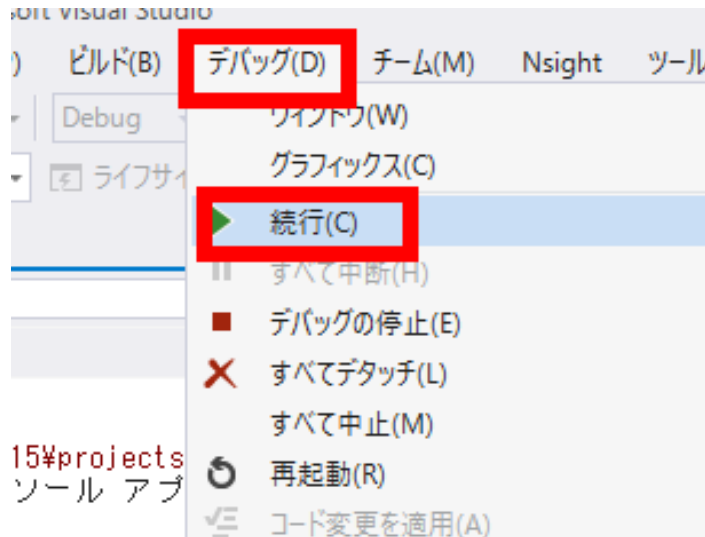 soft Visual Studio
) ビルド(B) デバッグ(D) チーム(M) Nsight ツール
Debug ウィンドウ(W)
グラフィックス(C)
ライフサイ
続行(C)
すべて中断(H)
デバッグの停止(E)
すべてデタッチ(L)
すべて中止(M)
15¥projects
再起動(R)
ソール アプ
コード変更を適用(A)